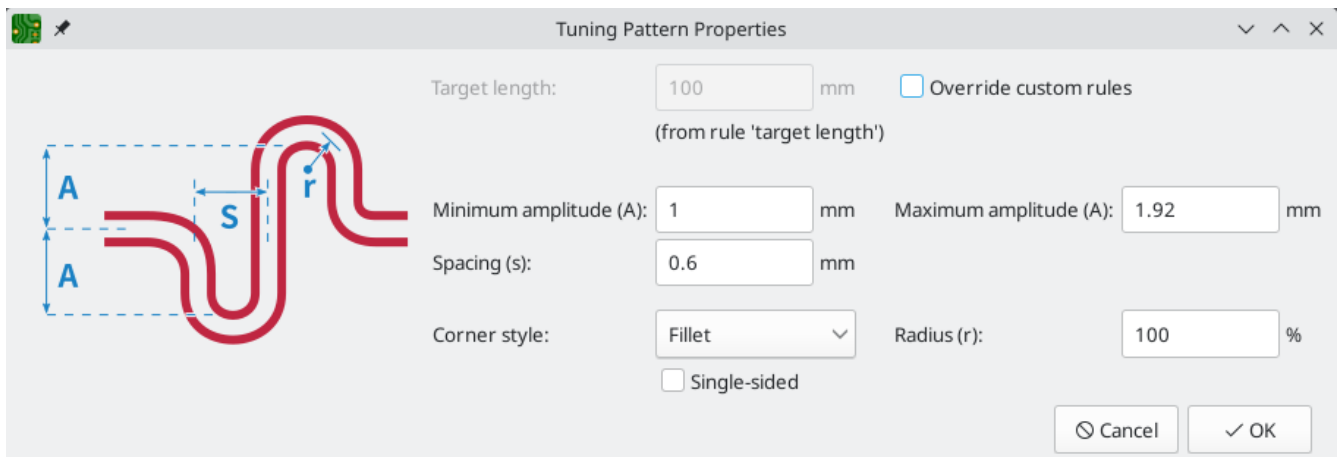 Tuning Pattern Properties
Target length: 100 mm Override custom rules
(from rule 'target length')
A
S
r
A
Minimum amplitude (A): 1 mm Maximum amplitude (A): 1.92 mm
Spacing (s): 0.6 mm
Corner style: Fillet Radius (r): 100 %
Single-sided
Cancel OK